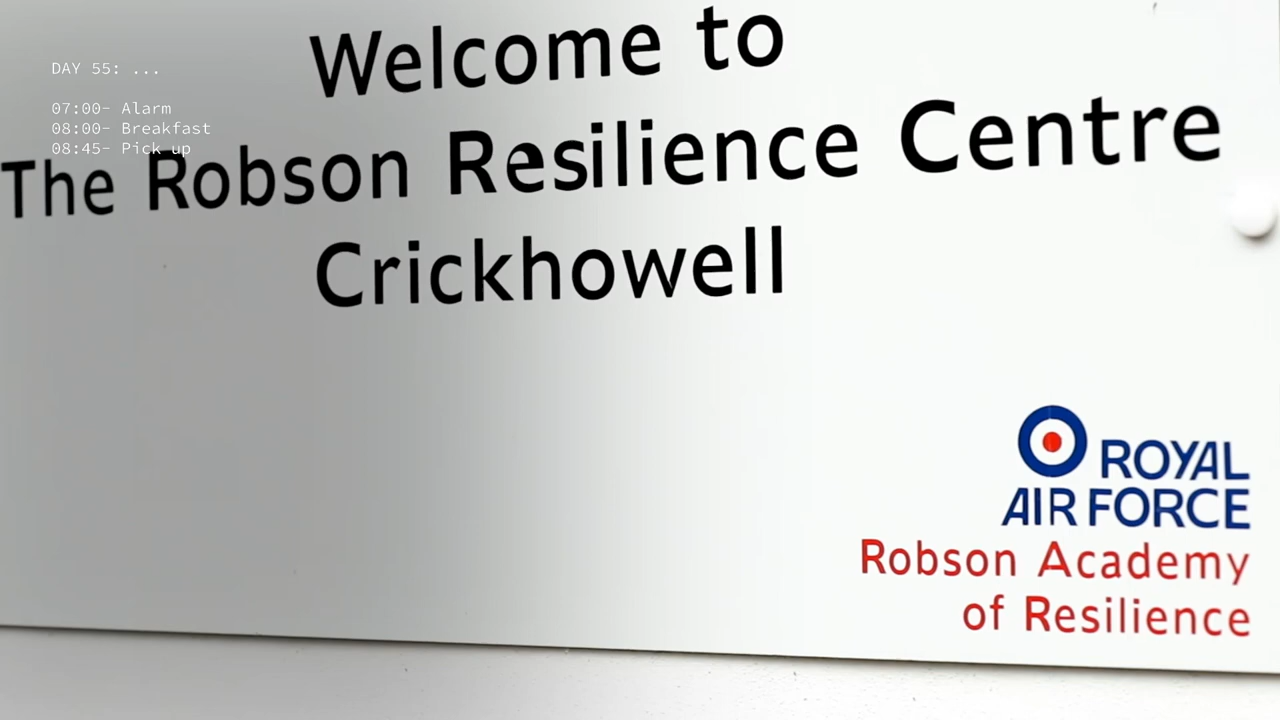 DAY 55: ...
07:00- Alarm
08:00- Breakfast
08:45- Pick up
Welcome to
The Robson Resilience Centre
Crickhowell
ROYAL
AIR FORCE
Robson Academy
of Resilience